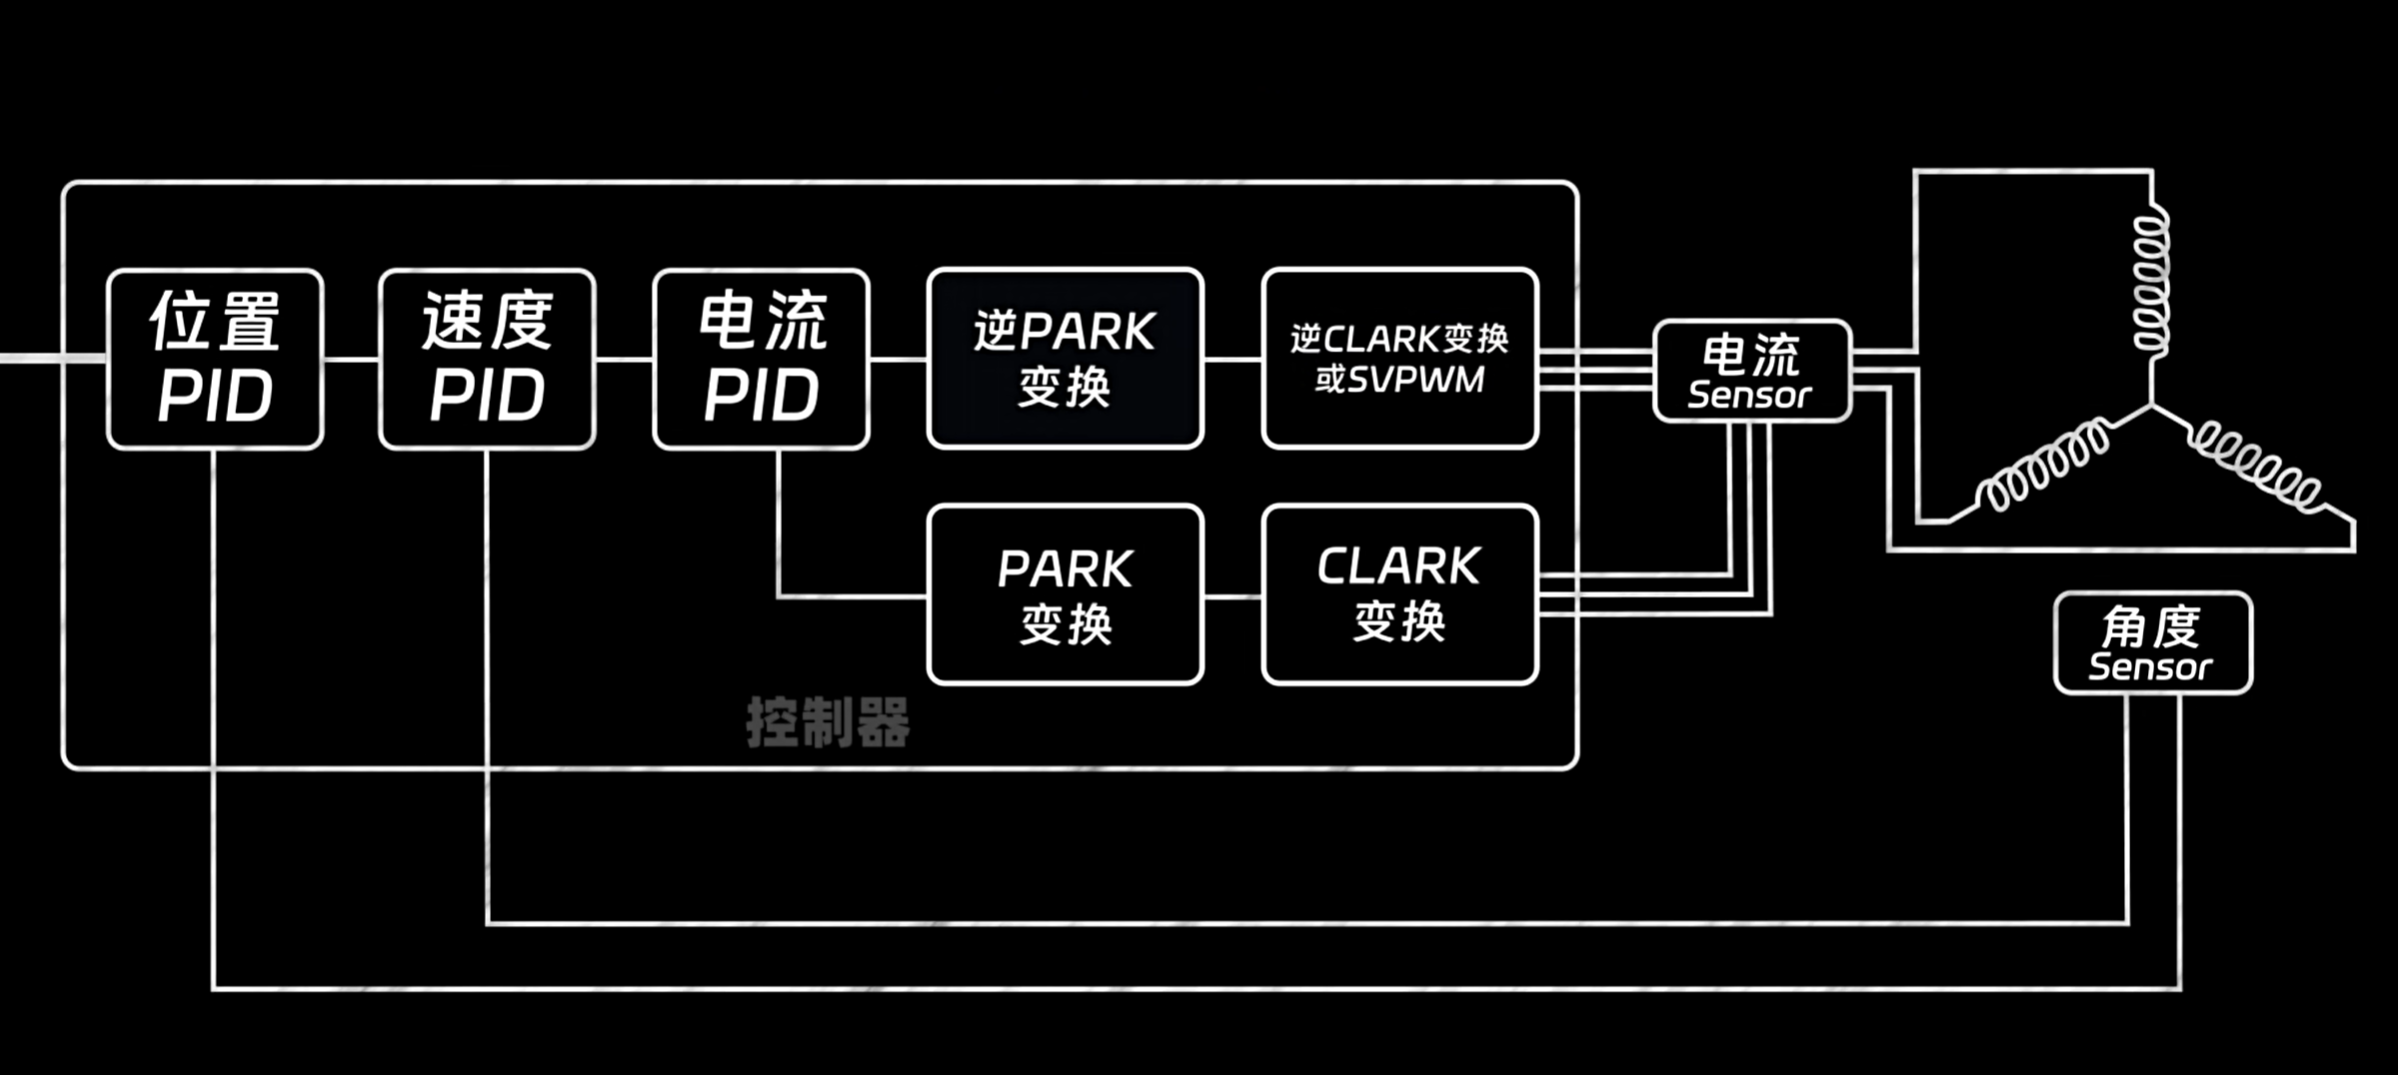 位置
PID
速度
PID
电流
PID
逆PARK
变换
逆CLARK变换
或SVPWM
电流
Sensor
PARK
变换
CLARK
变换
角度
Sensor
控制器